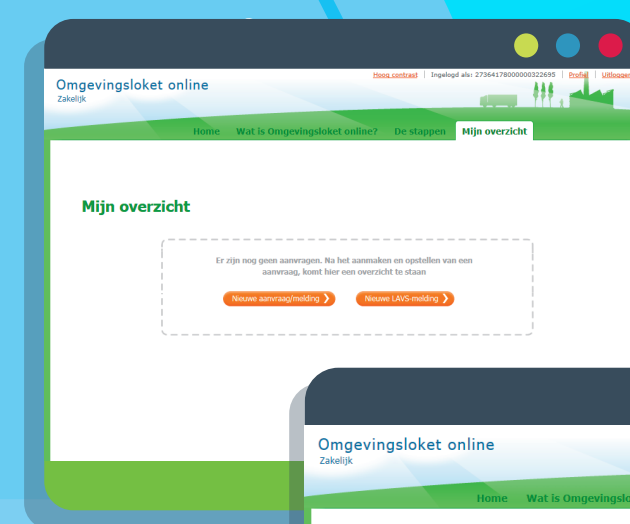 Omgevingsloket online
Zakelijk
Hoog contrast | Ingelogd als: 27364178000000322695 | Profiel | Uitloggen
Home Wat is Omgevingsloket online? De stappen Mijn overzicht
Mijn overzicht
Er zijn nog geen aanvragen. Na het aanmaken en opstellen van een
aanvraag, komt hier een overzicht te staan
Nieuwe aanvraag/melding ❯ Nieuwe LAVS-melding ❯
Omgevingsloket online
Zakelijk
Home Wat is Omgevingslo